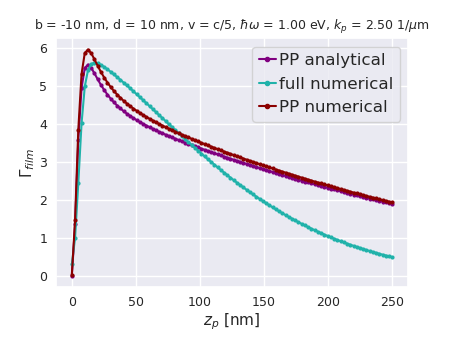 b = -10 nm, d = 10 nm, v = c/5, ℏω = 1.00 eV, k_p = 2.50 1/μm
PP analytical
full numerical
PP numerical
6
5
4
3
2
1
0
Γ_film
0 50 100 150 200 250
z_p [nm]